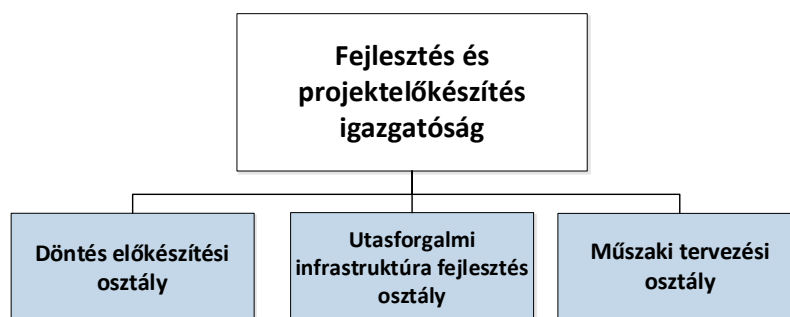 Fejlesztés és
projektelőkészítés
igazgatóság
Döntés előkészítési
osztály
Utasforgalmi
infrastruktúra fejlesztés
osztály
Műszaki tervezési
osztály